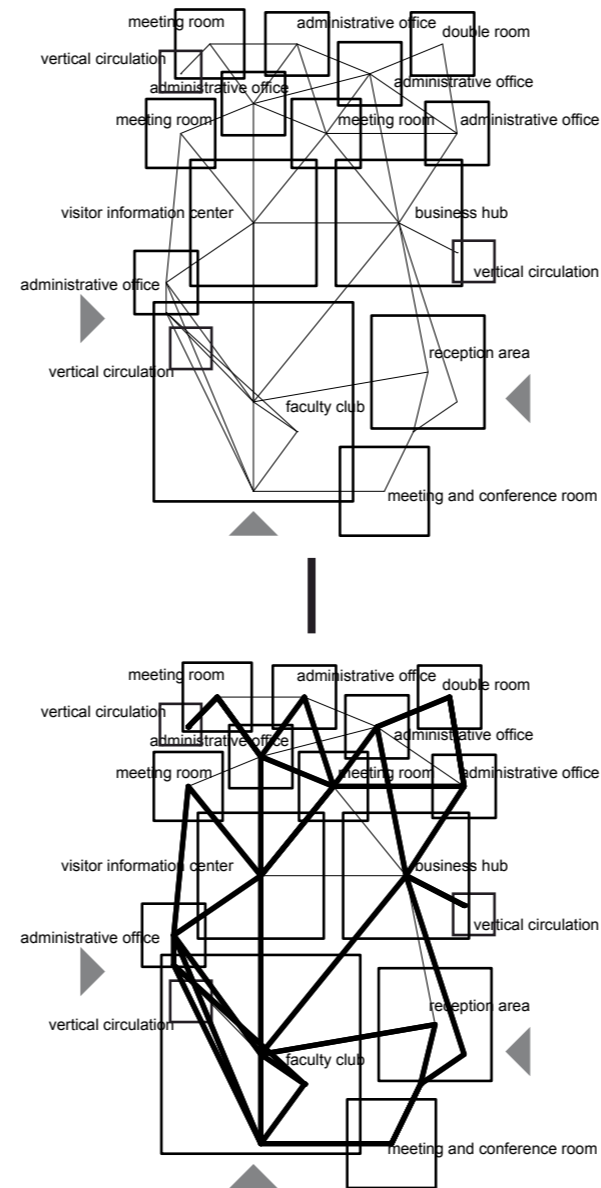 meeting room
administrative office
double room
vertical circulation
administrative office
administrative office
meeting room
meeting room
administrative office
visitor information center
business hub
vertical circulation
administrative office
reception area
vertical circulation
faculty club
meeting and conference room
meeting room
administrative office
double room
vertical circulation
administrative office
administrative office
meeting room
meeting room
administrative office
visitor information center
business hub
vertical circulation
administrative office
reception area
vertical circulation
faculty club
meeting and conference room